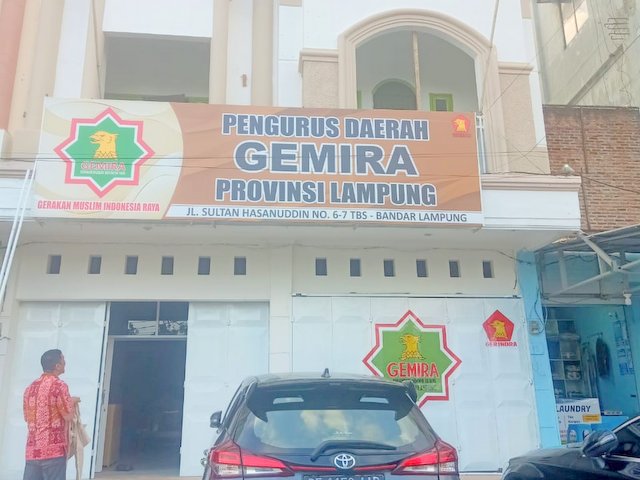 PENGURUS DAERAH
GEMIRA
PROVINSI LAMPUNG
JL. SULTAN HASANUDDIN NO. 6-7 TBS - BANDAR LAMPUNG
GEMIRA
GERAKAN MUSLIM INDONESIA RAYA
GEMIRA
GERINDRA
LAUNDRY